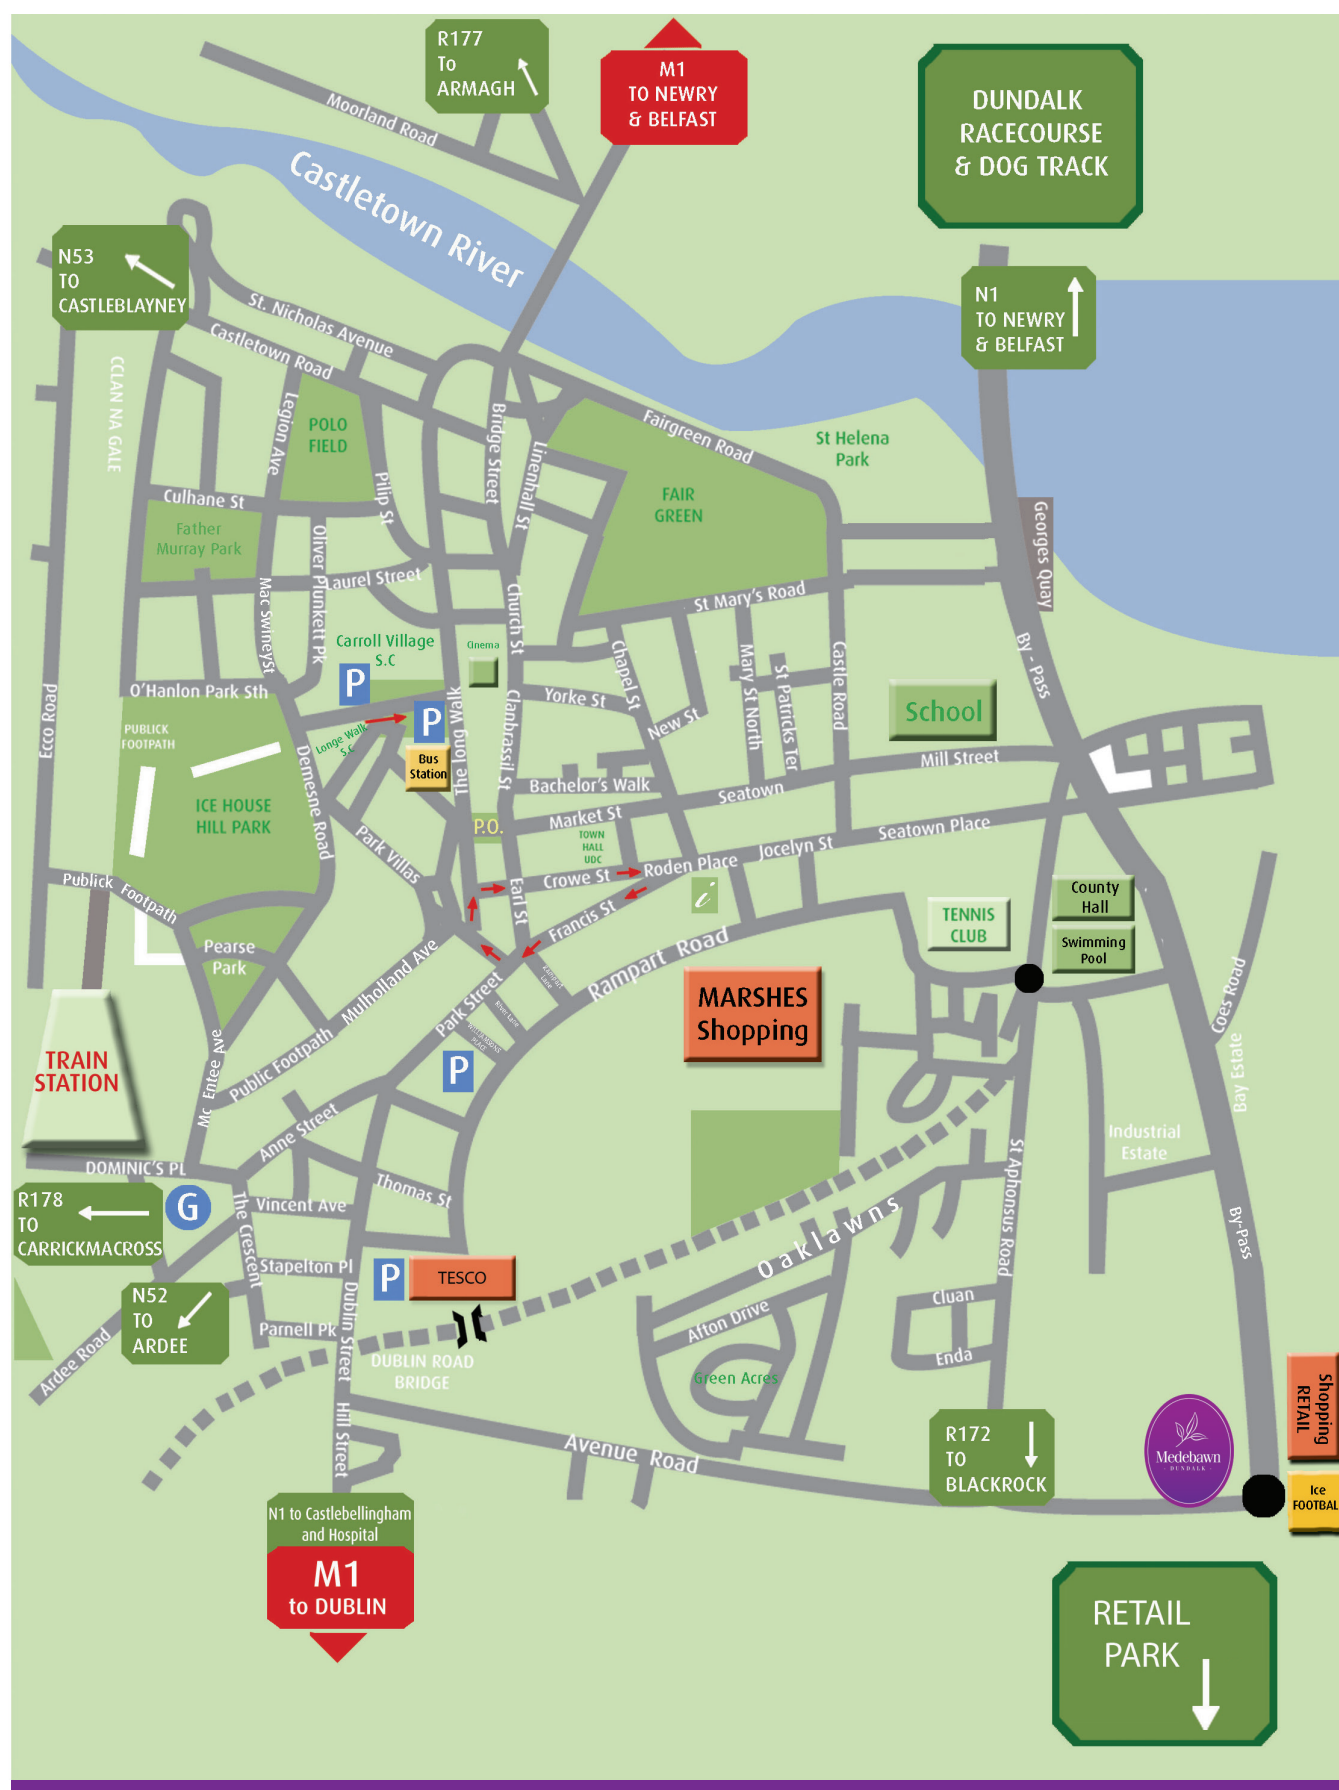 R177
To
ARMAGH
M1
TO NEWRY
& BELFAST
DUNDALK
RACECOURSE
& DOG TRACK
Moorland Road
Castletown River
N53
TO
CASTLEBLAYNEY
N1
TO NEWRY
& BELFAST
St. Nicholas Avenue
Castletown Road
CCLAN NA GALE
Legion Ave
POLO
FIELD
Pilip St
Bridge Street
Linenhall St
Fairgreen Road
St Helena
Park
FAIR
GREEN
Culhane St
Father
Murray Park
Oliver Plunkett Pk
Laurel Street
Mac SwineySt
Georges Quay
St Mary's Road
Church St
Carroll Village
S.C
Cinema
P
O'Hanlon Park Sth
Chapel St
Mary St North
St Patricks Ter
Castle Road
By - Pass
School
Yorke St
New St
Clanbrassil St
The long Walk
P
Longe Walk
S.C
Bus
Station
Ecco Road
PUBLICK
FOOTPATH
Demesne Road
ICE HOUSE
HILL PARK
Mill Street
Bachelor's Walk
Seatown
Market St
P.O.
TOWN
HALL
UDC
Seatown Place
Jocelyn St
Roden Place
Crowe St
Park Villas
Publick Footpath
Earl St
Francis St
i
County
Hall
TENNIS
CLUB
Swimming
Pool
Pearse
Park
Rampart Road
Rampart
Lane
Mulholland Ave
Park Street
River Lane
WILLIAMSONS
PLACE
MARSHES
Shopping
Coes Road
Bay Estate
TRAIN
STATION
Mc Entee Ave
Public Footpath
P
Anne Street
Industrial
Estate
DOMINIC'S PL
R178
TO
CARRICKMACROSS
G
The Crescent
Vincent Ave
Thomas St
St Aphonsus Road
Oaklawns
By-Pass
Stapelton Pl
P
TESCO
N52
TO
ARDEE
Dublin Street
Parnell Pk
Ardee Road
DUBLIN ROAD
BRIDGE
Afton Drive
Cluan
Enda
Green Acres
Shopping
RETAIL
Hill Street
Avenue Road
R172
TO
BLACKROCK
Medebawn
DUNDALK
Ice
FOOTBAL
N1 to Castlebellingham
and Hospital
M1
to DUBLIN
RETAIL
PARK